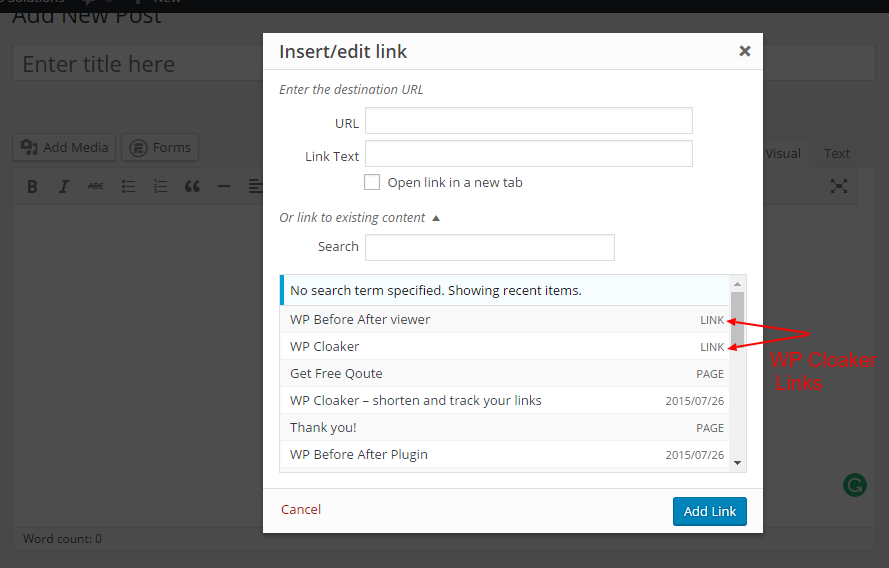 New
Add New Post
Enter title here
Insert/edit link
Enter the destination URL
URL
Link Text
Open link in a new tab
Or link to existing content
Search
No search term specified. Showing recent items.
WP Before After viewer LINK
WP Cloaker LINK
Get Free Qoute PAGE
WP Cloaker – shorten and track your links 2015/07/26
Thank you! PAGE
WP Before After Plugin 2015/07/26
Cancel
Add Link
Add Media
Forms
Visual
Text
B I ABC
WP Cloaker
Links
Word count: 0